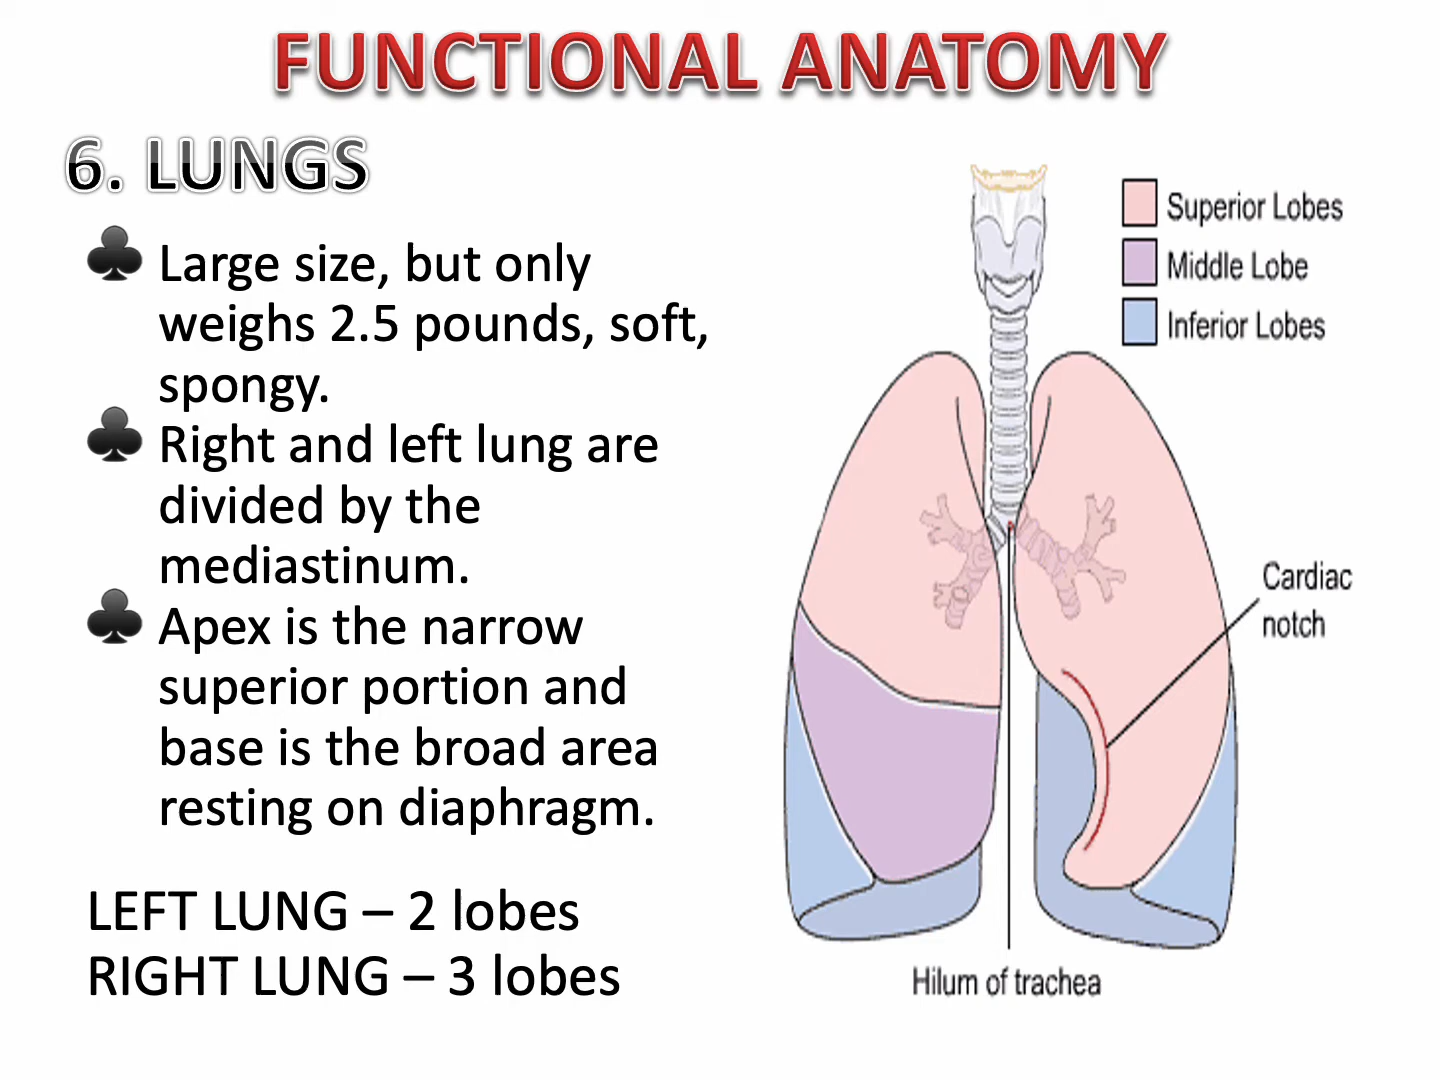 FUNCTIONAL ANATOMY
6. LUNGS
♣ Large size, but only
weighs 2.5 pounds, soft,
spongy.
♣ Right and left lung are
divided by the
mediastinum.
♣ Apex is the narrow
superior portion and
base is the broad area
resting on diaphragm.
LEFT LUNG – 2 lobes
RIGHT LUNG – 3 lobes
Superior Lobes
Middle Lobe
Inferior Lobes
Cardiac
notch
Hilum of trachea